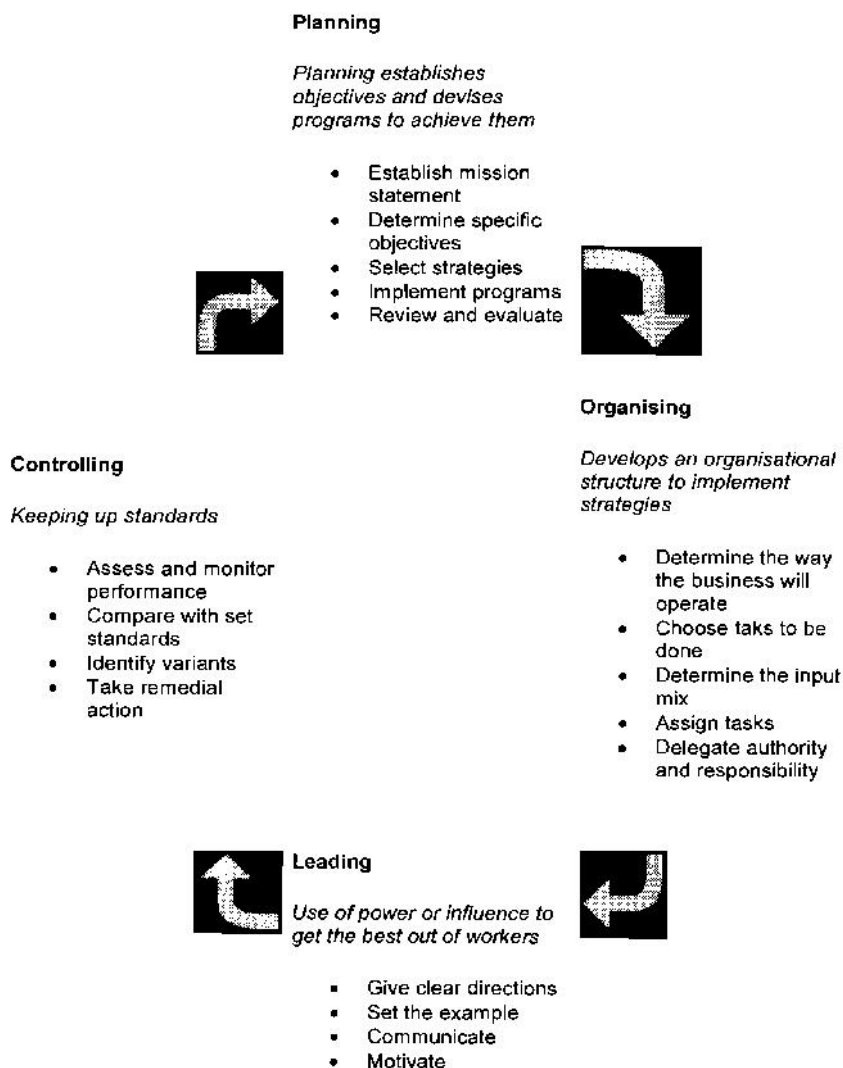 Planning
Planning establishes
objectives and devises
programs to achieve them
• Establish mission
statement
• Determine specific
objectives
• Select strategies
• Implement programs
• Review and evaluate
Organising
Develops an organisational
structure to implement
strategies
• Determine the way
the business will
operate
• Choose taks to be
done
• Determine the input
mix
• Assign tasks
• Delegate authority
and responsibility
Controlling
Keeping up standards
• Assess and monitor
performance
• Compare with set
standards
• Identify variants
• Take remedial
action
Leading
Use of power or influence to
get the best out of workers
• Give clear directions
• Set the example
• Communicate
• Motivate